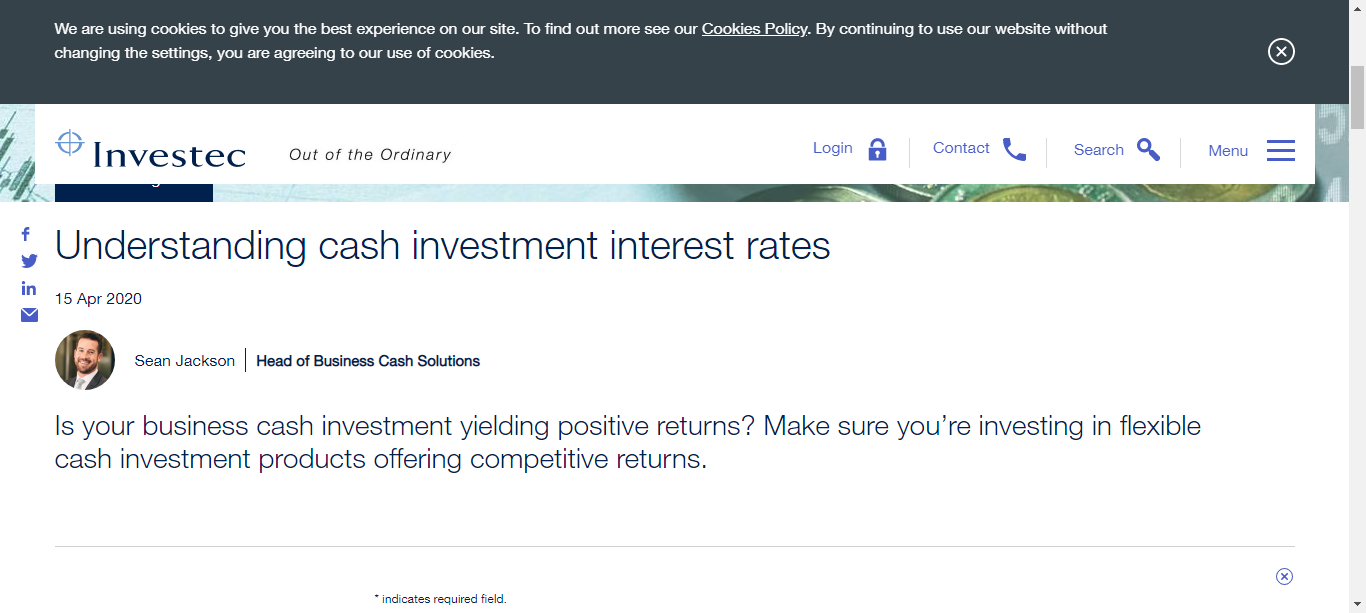 We are using cookies to give you the best experience on our site. To find out more see our Cookies Policy. By continuing to use our website without
changing the settings, you are agreeing to our use of cookies.
Investec
Out of the Ordinary
Login
Contact
Search
Menu
Understanding cash investment interest rates
15 Apr 2020
Sean Jackson
Head of Business Cash Solutions
Is your business cash investment yielding positive returns? Make sure you’re investing in flexible
cash investment products offering competitive returns.
* indicates required field.